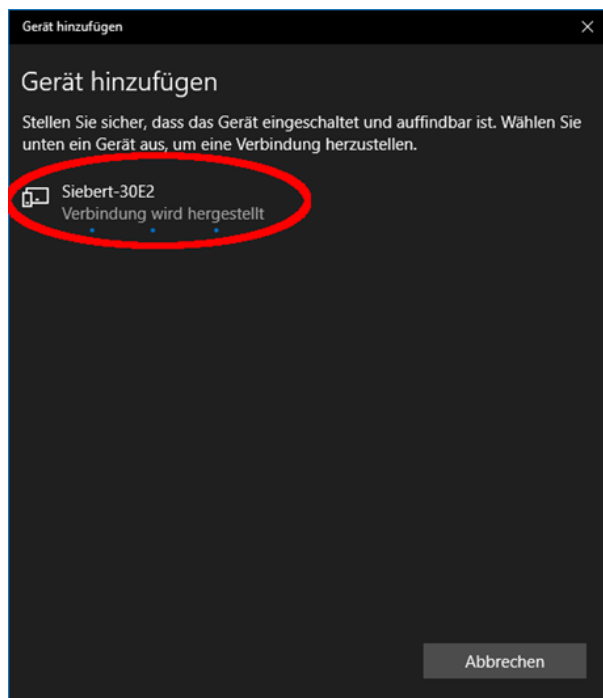 Gerät hinzufügen
Gerät hinzufügen
Stellen Sie sicher, dass das Gerät eingeschaltet und auffindbar ist. Wählen Sie
unten ein Gerät aus, um eine Verbindung herzustellen.
Siebert-30E2
Verbindung wird hergestellt
Abbrechen